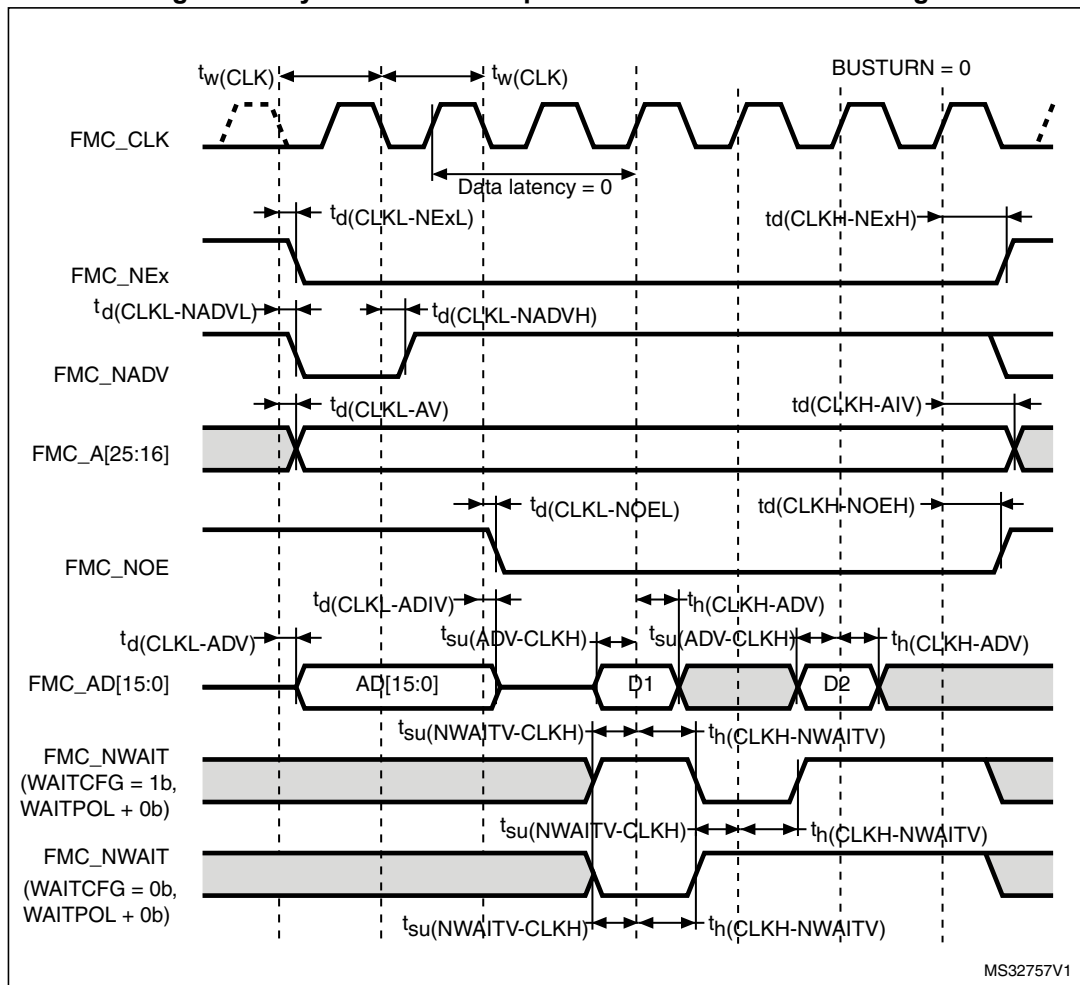 tw(CLK) tw(CLK) BUSTURN = 0
FMC_CLK
Data latency = 0
td(CLKL-NExL) td(CLKH-NExH)
FMC_NEx
td(CLKL-NADVL) td(CLKL-NADVH)
FMC_NADV
td(CLKL-AV) td(CLKH-AIV)
FMC_A[25:16]
td(CLKL-NOEL) td(CLKH-NOEH)
FMC_NOE
td(CLKL-ADIV) th(CLKH-ADV)
td(CLKL-ADV) tsu(ADV-CLKH) tsu(ADV-CLKH) th(CLKH-ADV)
FMC_AD[15:0] AD[15:0] D1 D2
tsu(NWAITV-CLKH) th(CLKH-NWAITV)
FMC_NWAIT
(WAITCFG = 1b,
WAITPOL + 0b)
tsu(NWAITV-CLKH) th(CLKH-NWAITV)
FMC_NWAIT
(WAITCFG = 0b,
WAITPOL + 0b)
tsu(NWAITV-CLKH) th(CLKH-NWAITV)
MS32757V1